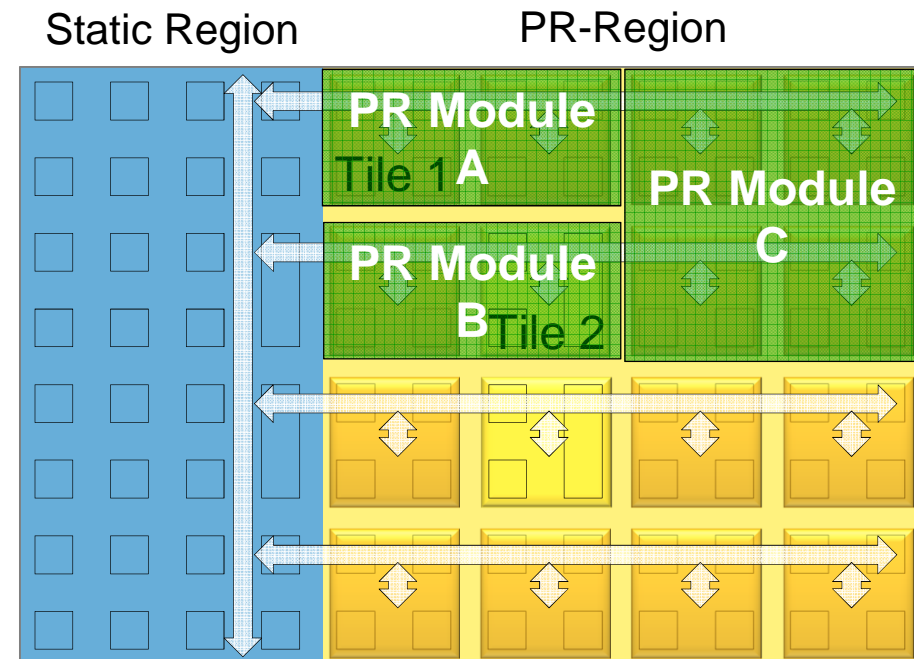 Static Region
PR-Region
PR Module
A
Tile 1
PR Module
C
PR Module
B
Tile 2